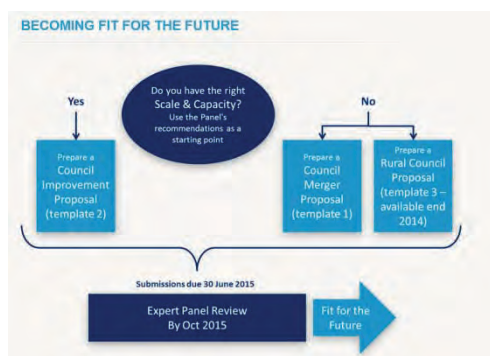 BECOMING FIT FOR THE FUTURE
Do you have the right
Scale & Capacity?
Use the Panel's
recommendations as a
starting point
Yes
No
Prepare a
Council
Improvement
Proposal
(template 2)
Prepare a
Council
Merger
Proposal
(template 1)
Prepare a
Rural Council
Proposal
(template 3 –
available end
2014)
Submissions due 30 June 2015
Expert Panel Review
By Oct 2015
Fit for the
Future